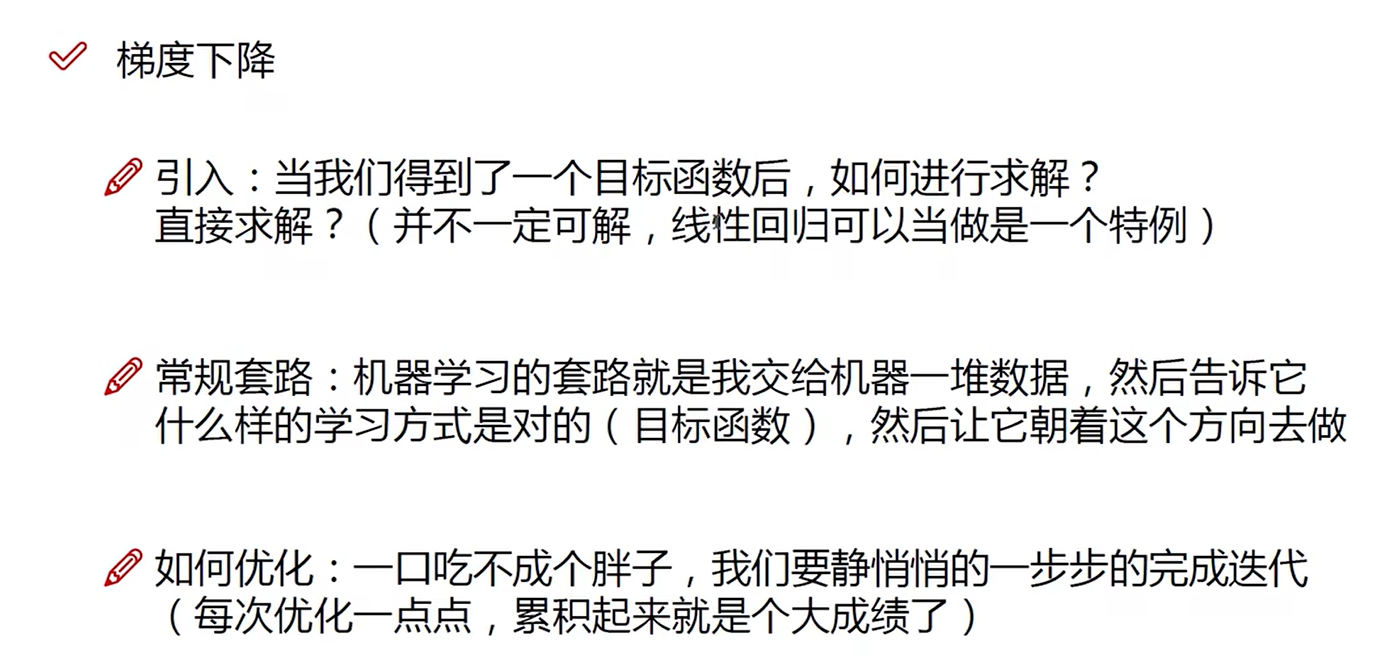 梯度下降
引入：当我们得到了一个目标函数后，如何进行求解？
直接求解？（并不一定可解，线性回归可以当做是一个特例）
常规套路：机器学习的套路就是我交给机器一堆数据，然后告诉它
什么样的学习方式是对的（目标函数），然后让它朝着这个方向去做
如何优化：一口吃不成个胖子，我们要静悄悄的一步步的完成迭代
（每次优化一点点，累积起来就是个大成绩了）